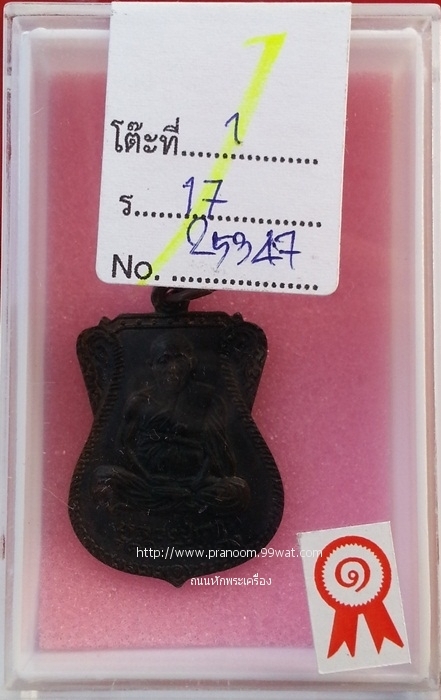 โต๊ะที่ 1
ร 17
No. 25347
http://www.pranoom.99wat.com
ถนนหักพระเครื่อง
๑